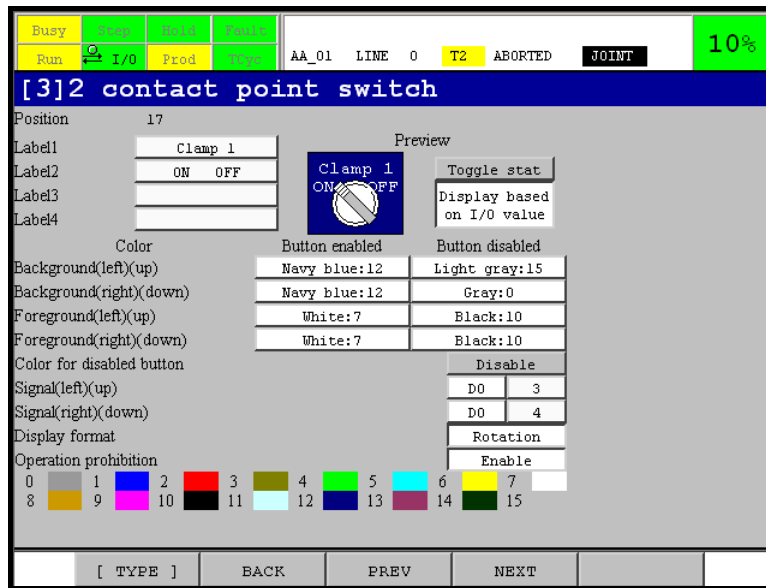 Busy Step Hold Fault
Run I/O Prod TCyc
AA_01 LINE 0 T2 ABORTED JOINT
10%
[3]2 contact point switch
Position 17
Preview
Label1 Clamp 1
Label2 ON OFF
Label3
Label4
Clamp 1
ON OFF
Toggle stat
Display based
on I/O value
Color Button enabled Button disabled
Background(left)(up) Navy blue:12 Light gray:15
Background(right)(down) Navy blue:12 Gray:0
Foreground(left)(up) White:7 Black:10
Foreground(right)(down) White:7 Black:10
Color for disabled button Disable
Signal(left)(up) DO 3
Signal(right)(down) DO 4
Display format Rotation
Operation prohibition Enable
0 1 2 3 4 5 6 7
8 9 10 11 12 13 14 15
[ TYPE ] BACK PREV NEXT